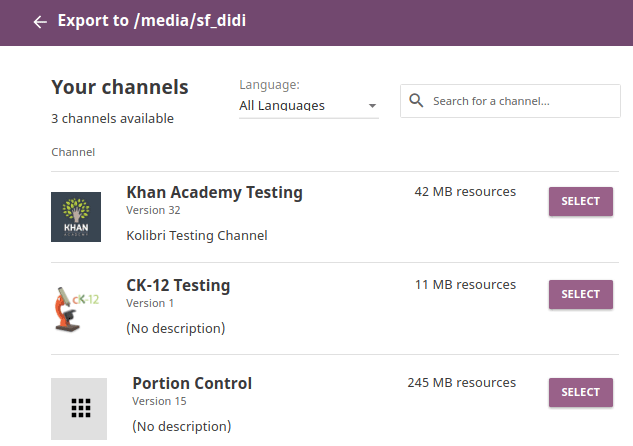 Export to /media/sf_didi
Your channels
3 channels available
Language:
All Languages
Search for a channel...
Channel
KHAN
ACADEMY
Khan Academy Testing
Version 32
Kolibri Testing Channel
42 MB resources
SELECT
cK-12
CK-12 Testing
Version 1
(No description)
11 MB resources
SELECT
Portion Control
Version 15
(No description)
245 MB resources
SELECT